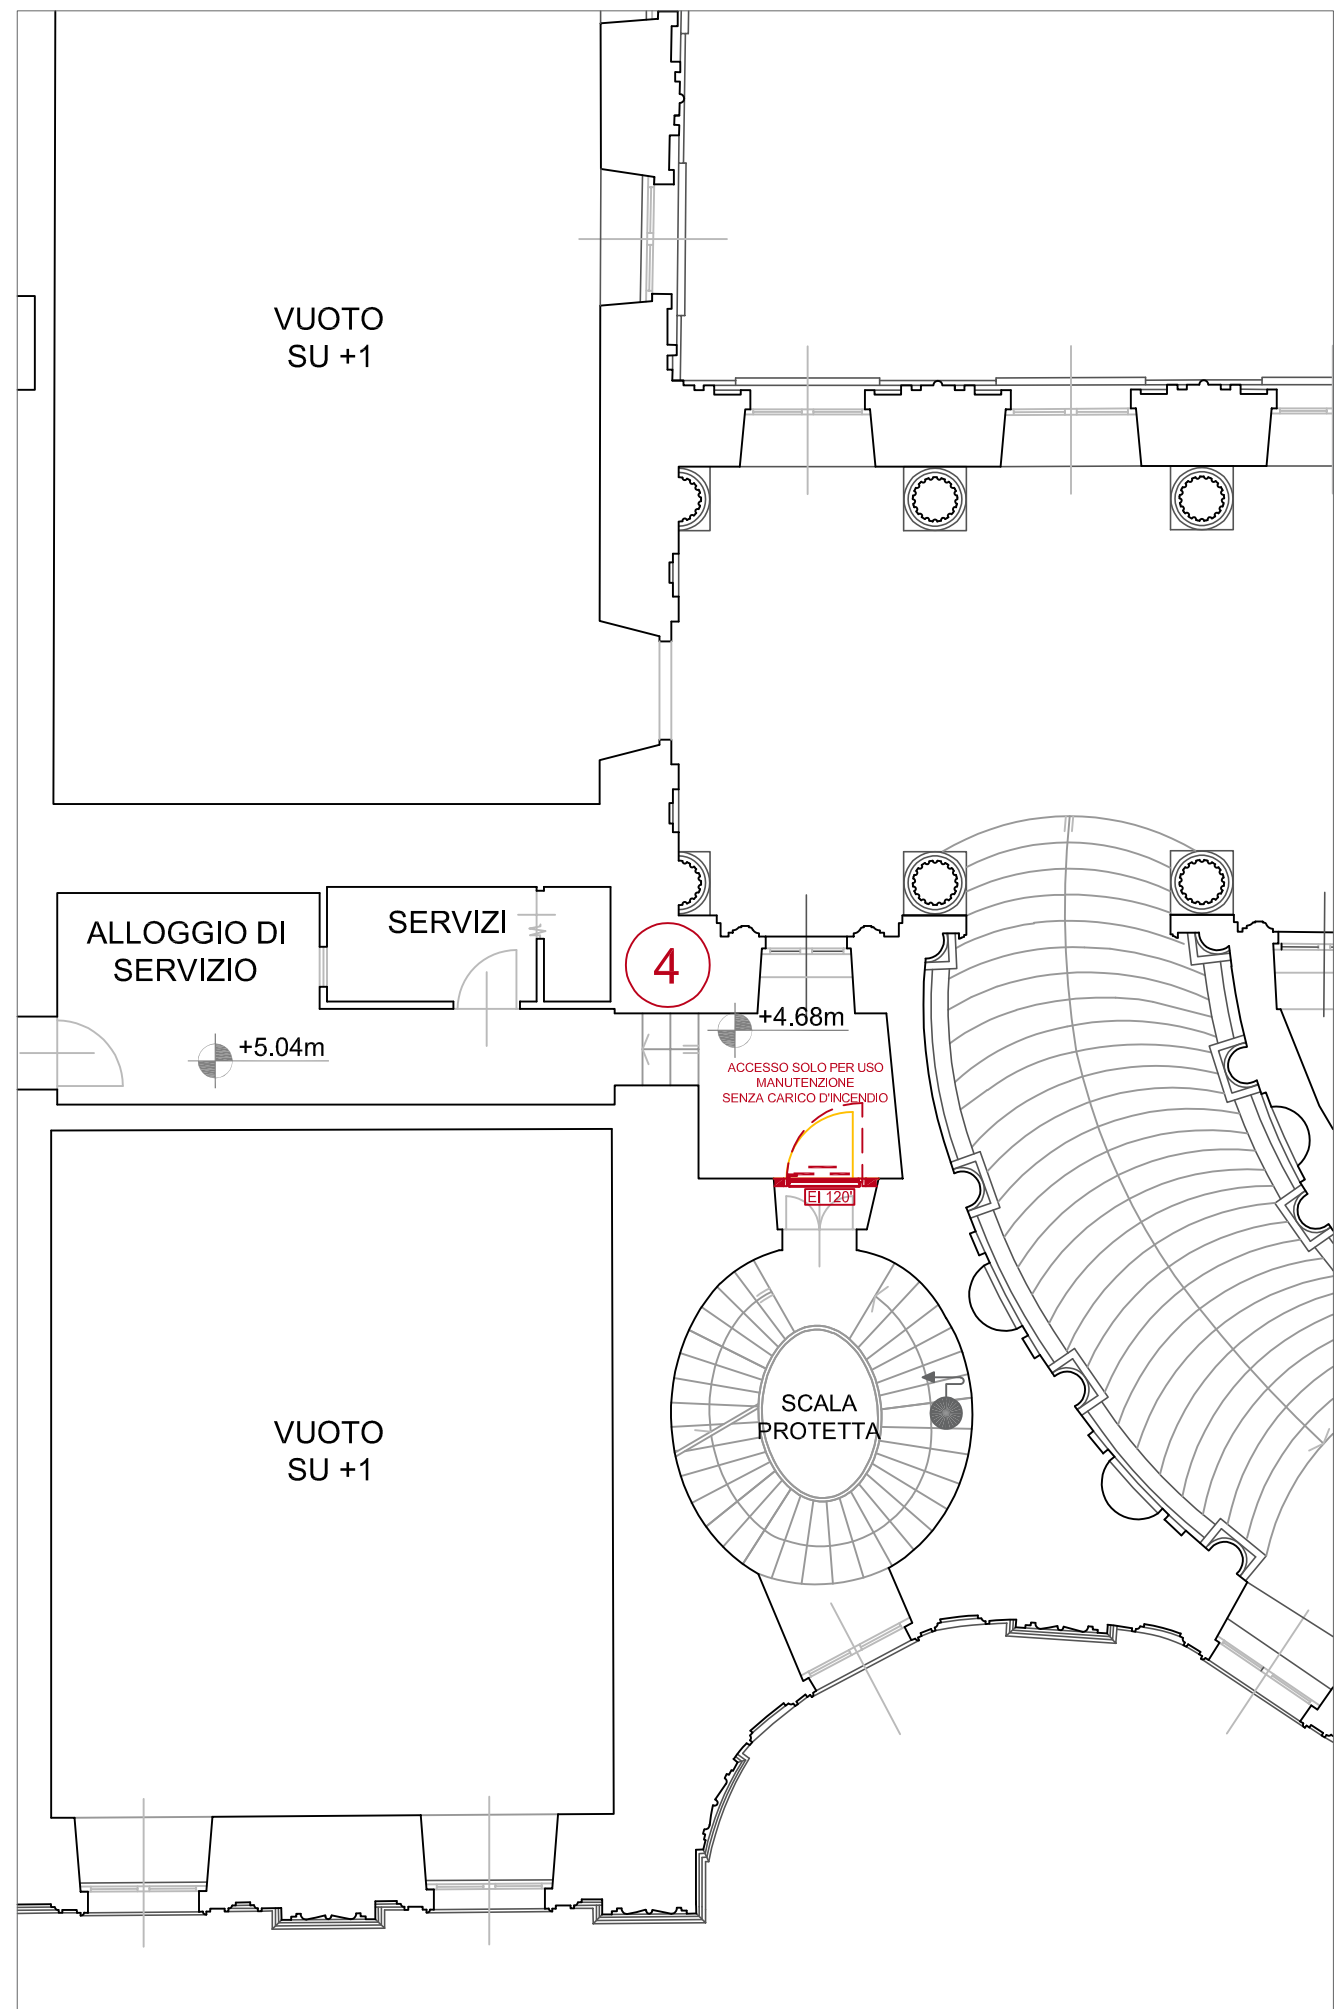 VUOTO
SU +1
ALLOGGIO DI
SERVIZIO
SERVIZI
4
+4.68m
+5.04m
ACCESSO SOLO PER USO
MANUTENZIONE
SENZA CARICO D'INCENDIO
EI 120'
SCALA
PROTETTA
VUOTO
SU +1